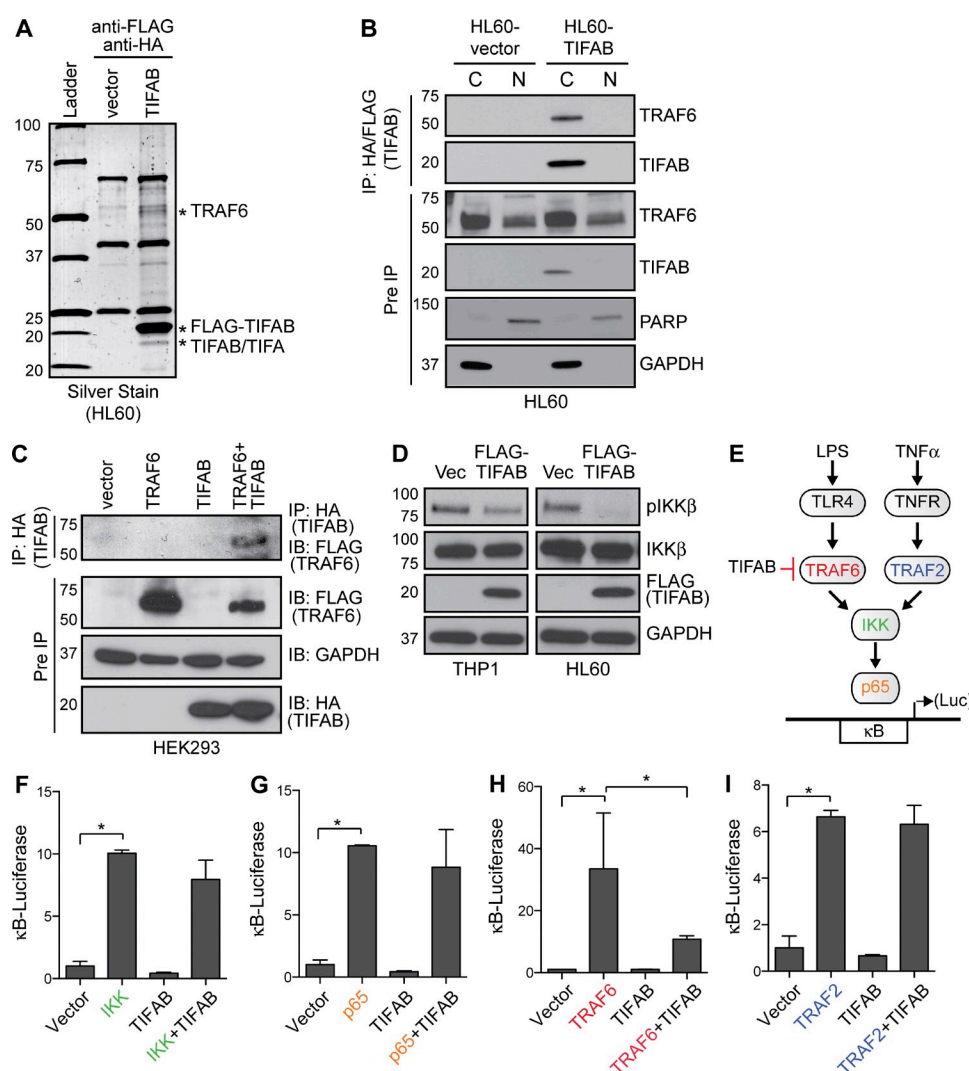 A
anti-FLAG
anti-HA
Ladder
vector
TIFAB
100
75
50
37
25
20
20
* TRAF6
* FLAG-TIFAB
* TIFAB/TIFA
Silver Stain
(HL60)
B
HL60-
vector
HL60-
TIFAB
C N C N
IP: HA/FLAG
(TIFAB)
75
50
TRAF6
20
TIFAB
Pre IP
75
50
TRAF6
20
TIFAB
150
PARP
37
GAPDH
HL60
C
vector
TRAF6
TIFAB
TRAF6+
TIFAB
IP: HA
(TIFAB)
75
50
IP: HA
(TIFAB)
IB: FLAG
(TRAF6)
Pre IP
75
50
IB: FLAG
(TRAF6)
37
IB: GAPDH
20
IB: HA
(TIFAB)
HEK293
D
Vec
FLAG-
TIFAB
Vec
FLAG-
TIFAB
100
75
pIKKβ
100
75
IKKβ
20
FLAG
(TIFAB)
37
GAPDH
THP1
HL60
E
LPS
TNFα
TLR4
TNFR
TIFAB
TRAF6
TRAF2
IKK
p65
(Luc)
κB
F
κB-Luciferase
15
10
5
0
*
Vector
IKK
TIFAB
IKK+TIFAB
G
κB-Luciferase
15
10
5
0
*
Vector
p65
TIFAB
p65+TIFAB
H
κB-Luciferase
60
40
20
0
*
*
Vector
TRAF6
TIFAB
TRAF6+TIFAB
I
κB-Luciferase
8
6
4
2
0
*
Vector
TRAF2
TIFAB
TRAF2+TIFAB